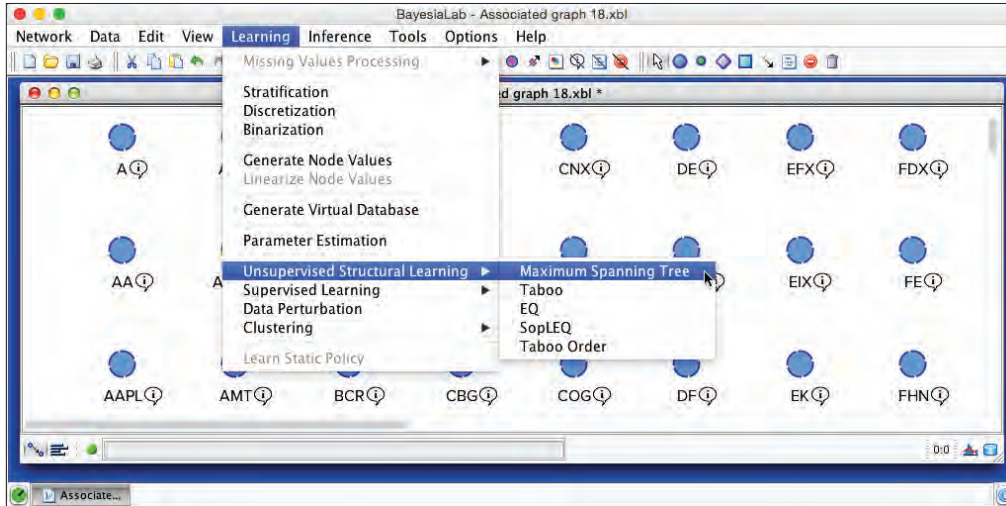 BayesiaLab - Associated graph 18.xbl
Network Data Edit View Learning Inference Tools Options Help
Missing Values Processing
Stratification
Discretization
Binarization
Generate Node Values
Linearize Node Values
Generate Virtual Database
Parameter Estimation
Unsupervised Structural Learning
Supervised Learning
Data Perturbation
Clustering
Learn Static Policy
Maximum Spanning Tree
Taboo
EQ
SopLEQ
Taboo Order
graph 18.xbl *
A CNX DE EFX FDX
AA EIX FE
AAPL AMT BCR CBG COG DF EK FHN
0:0
Associate...